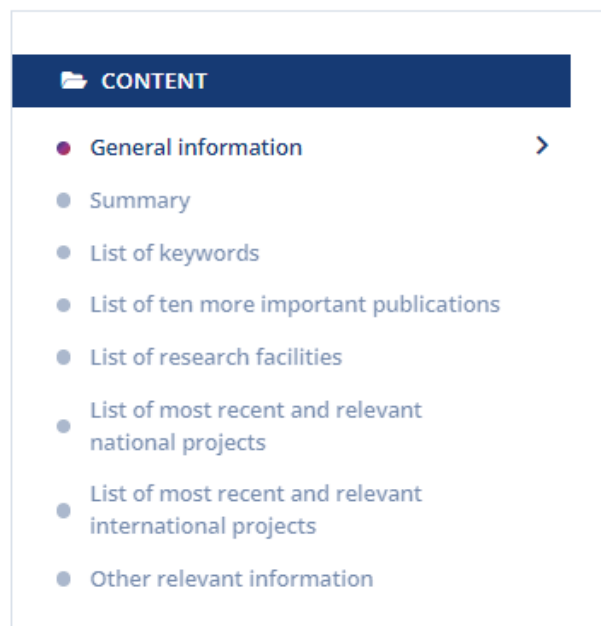 CONTENT
General information
Summary
List of keywords
List of ten more important publications
List of research facilities
List of most recent and relevant
national projects
List of most recent and relevant
international projects
Other relevant information